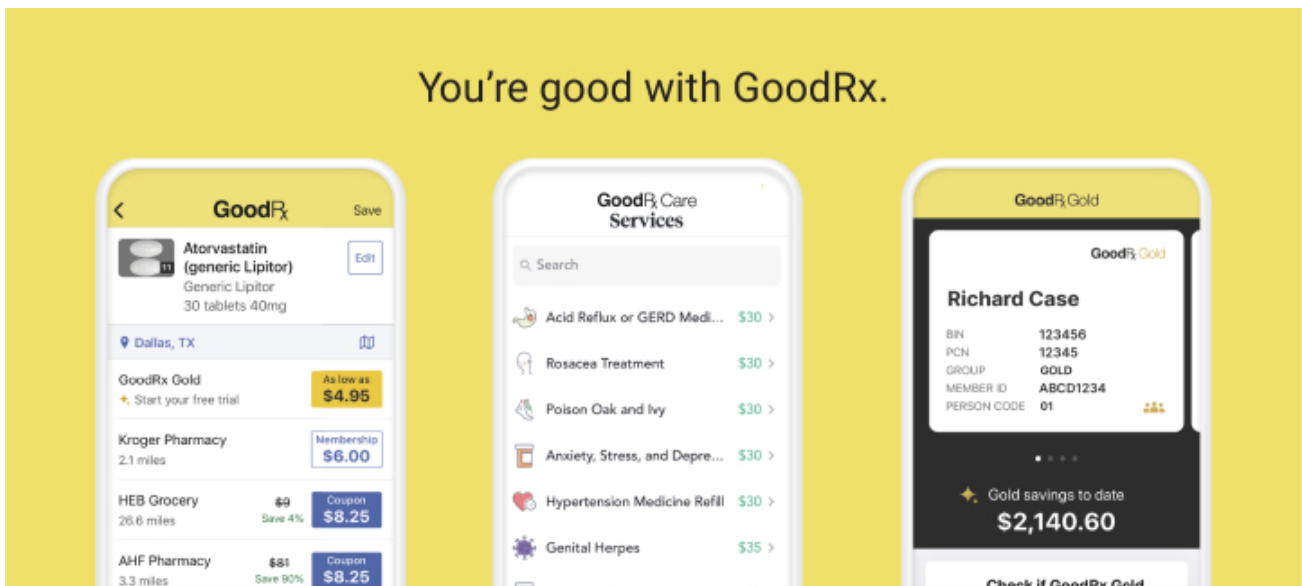 You're good with GoodRx.
GoodRx
Save
Atorvastatin
(generic Lipitor)
Generic Lipitor
30 tablets 40mg
Edit
11
Dallas, TX
GoodRx Gold
Start your free trial
As low as
$4.95
Kroger Pharmacy
2.1 miles
Membership
$6.00
HEB Grocery
26.6 miles
$9
Save 4%
Coupon
$8.25
AHF Pharmacy
3.3 miles
$81
Save 90%
Coupon
$8.25
GoodRx Care
Services
Search
Acid Reflux or GERD Medi... $30 >
Rosacea Treatment $30 >
Poison Oak and Ivy $30 >
Anxiety, Stress, and Depre... $30 >
Hypertension Medicine Refill $30 >
Genital Herpes $35 >
GoodRx Gold
GoodRx Gold
Richard Case
BIN 123456
PCN 12345
GROUP GOLD
MEMBER ID ABCD1234
PERSON CODE 01
Gold savings to date
$2,140.60
Check if GoodRx Gold